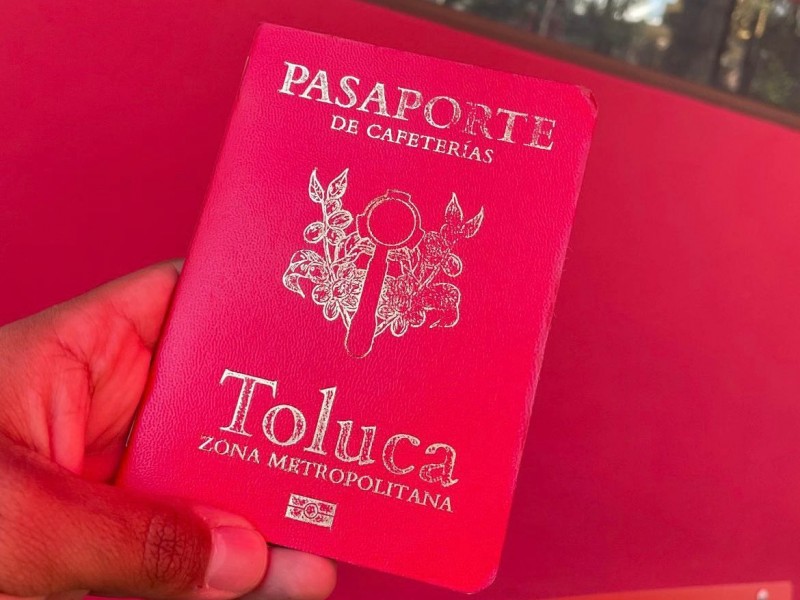 PASAPORTE
DE CAFETERÍAS
Toluca
ZONA METROPOLITANA